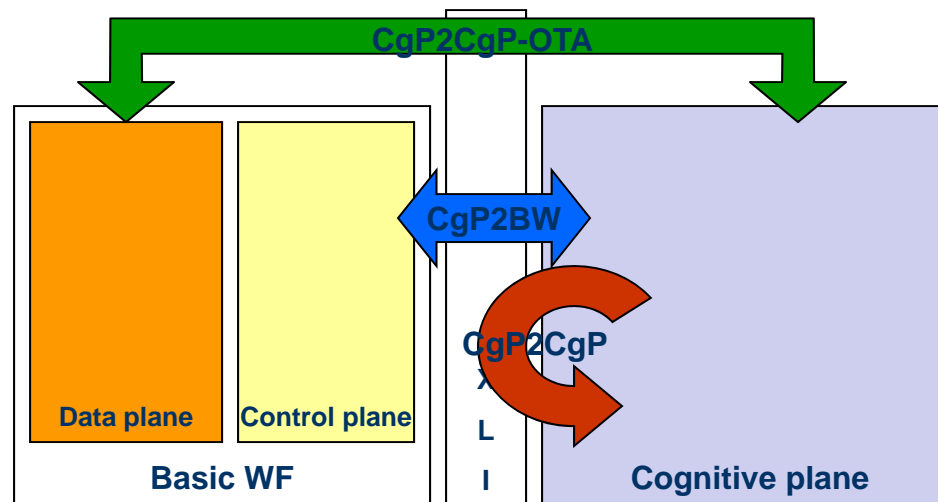 CgP2CgP-OTA
CgP2BW
CgP2CgP
X
L
I
Data plane
Control plane
Basic WF
Cognitive plane